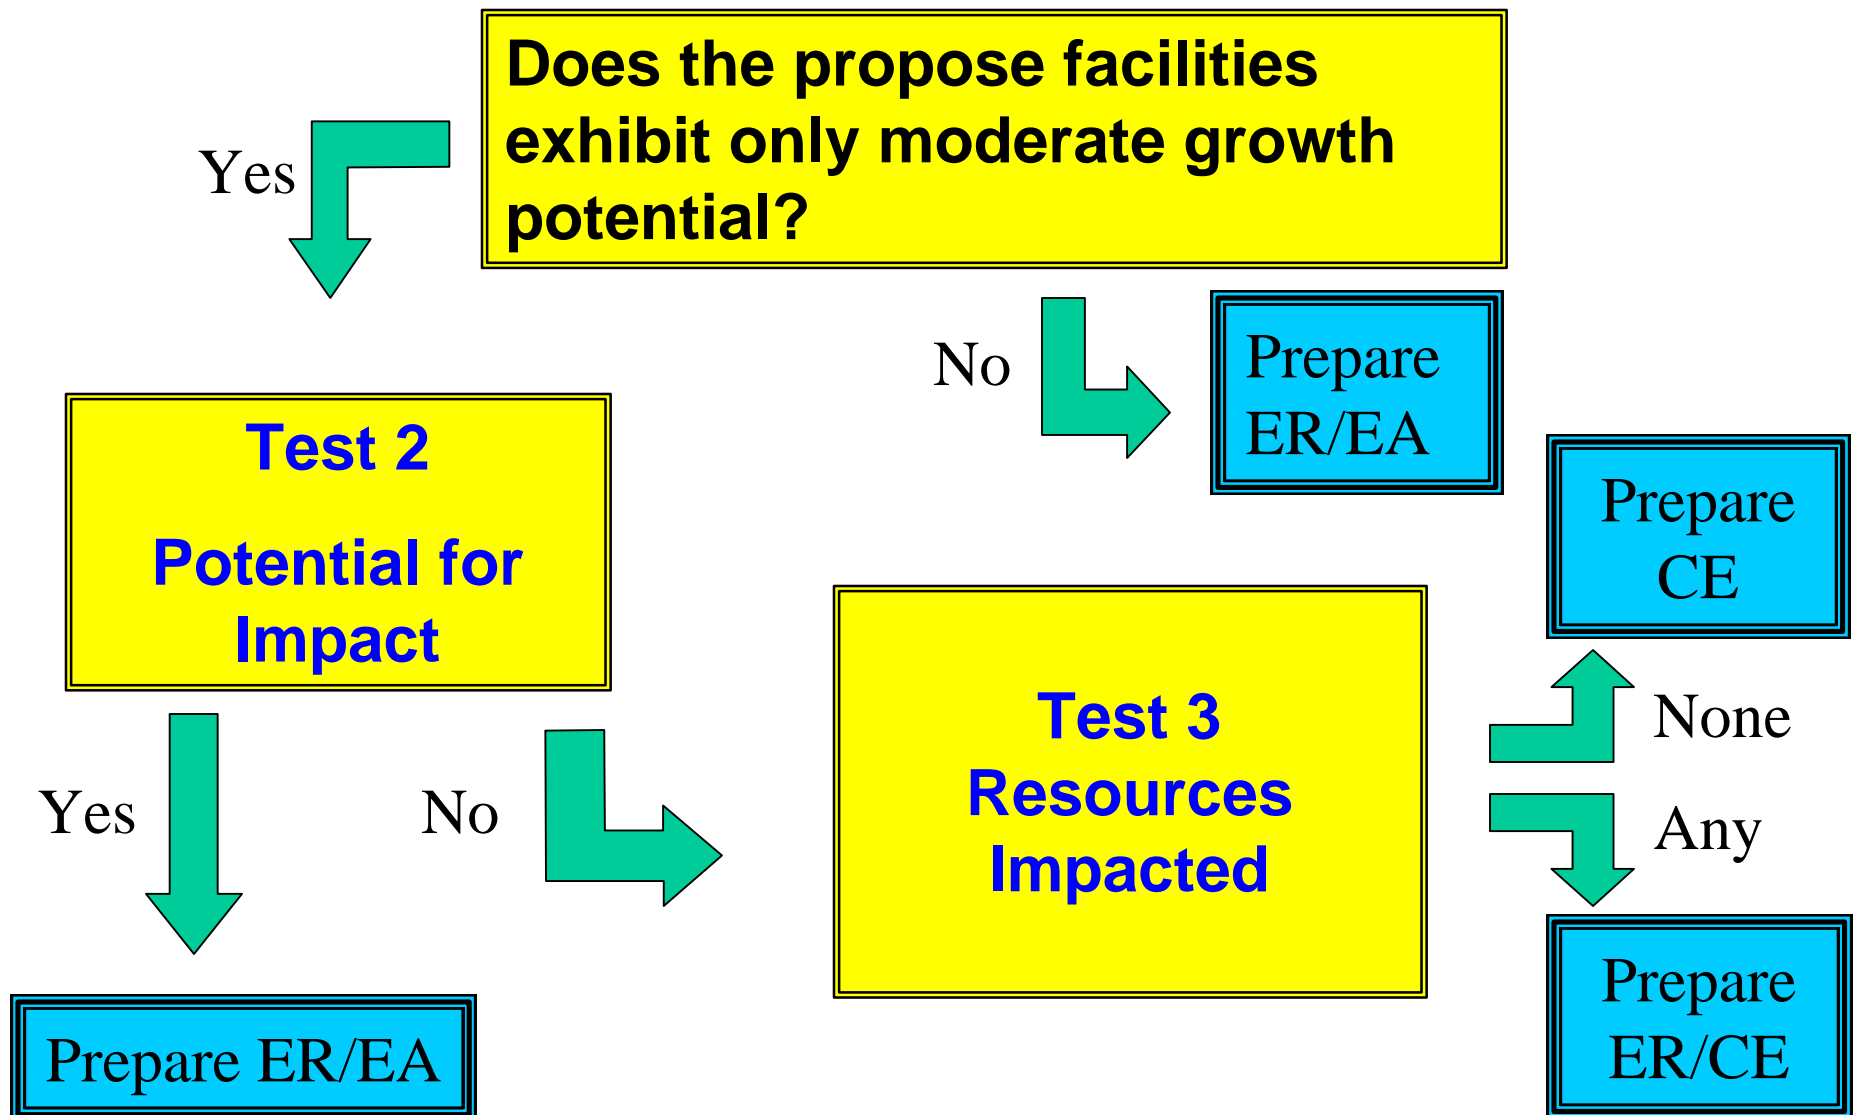 Does the propose facilities
exhibit only moderate growth
potential?
Yes
No
Prepare
ER/EA
Test 2
Potential for
Impact
Prepare
CE
Test 3
Resources
Impacted
None
Any
Yes
No
Prepare ER/EA
Prepare
ER/CE